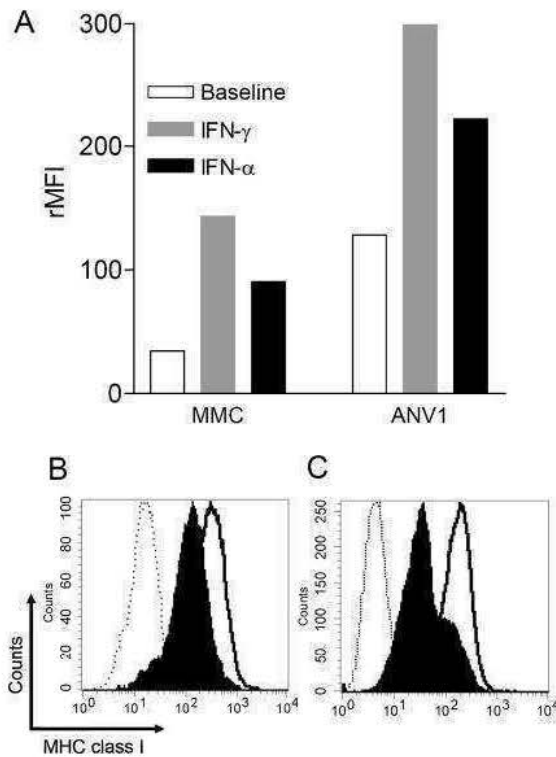 A
300
200
100
0
rMFI
Baseline
IFN-γ
IFN-α
MMC
ANV1
B
C
Counts
100
80
60
40
20
0
10⁰
10¹
10²
10³
10⁴
Counts
250
200
150
100
50
0
10⁰
10¹
10²
10³
10⁴
Counts
MHC class I